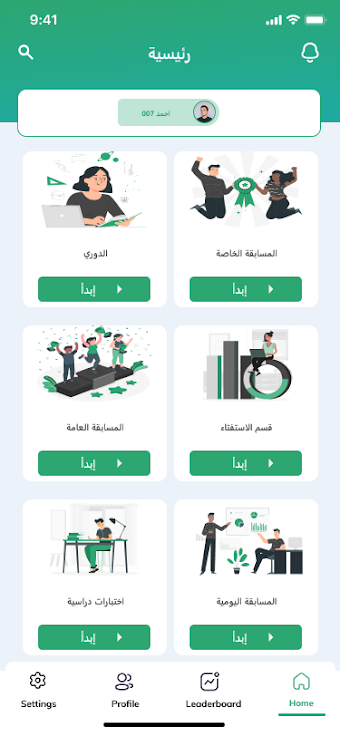 9:41
رئيسية
احمد 007
المسابقة الخاصة
الدوري
إبدأ
إبدأ
قسم الاستفتاء
المسابقة العامة
إبدأ
إبدأ
المسابقة اليومية
اختبارات دراسية
إبدأ
إبدأ
Settings
Profile
Leaderboard
Home